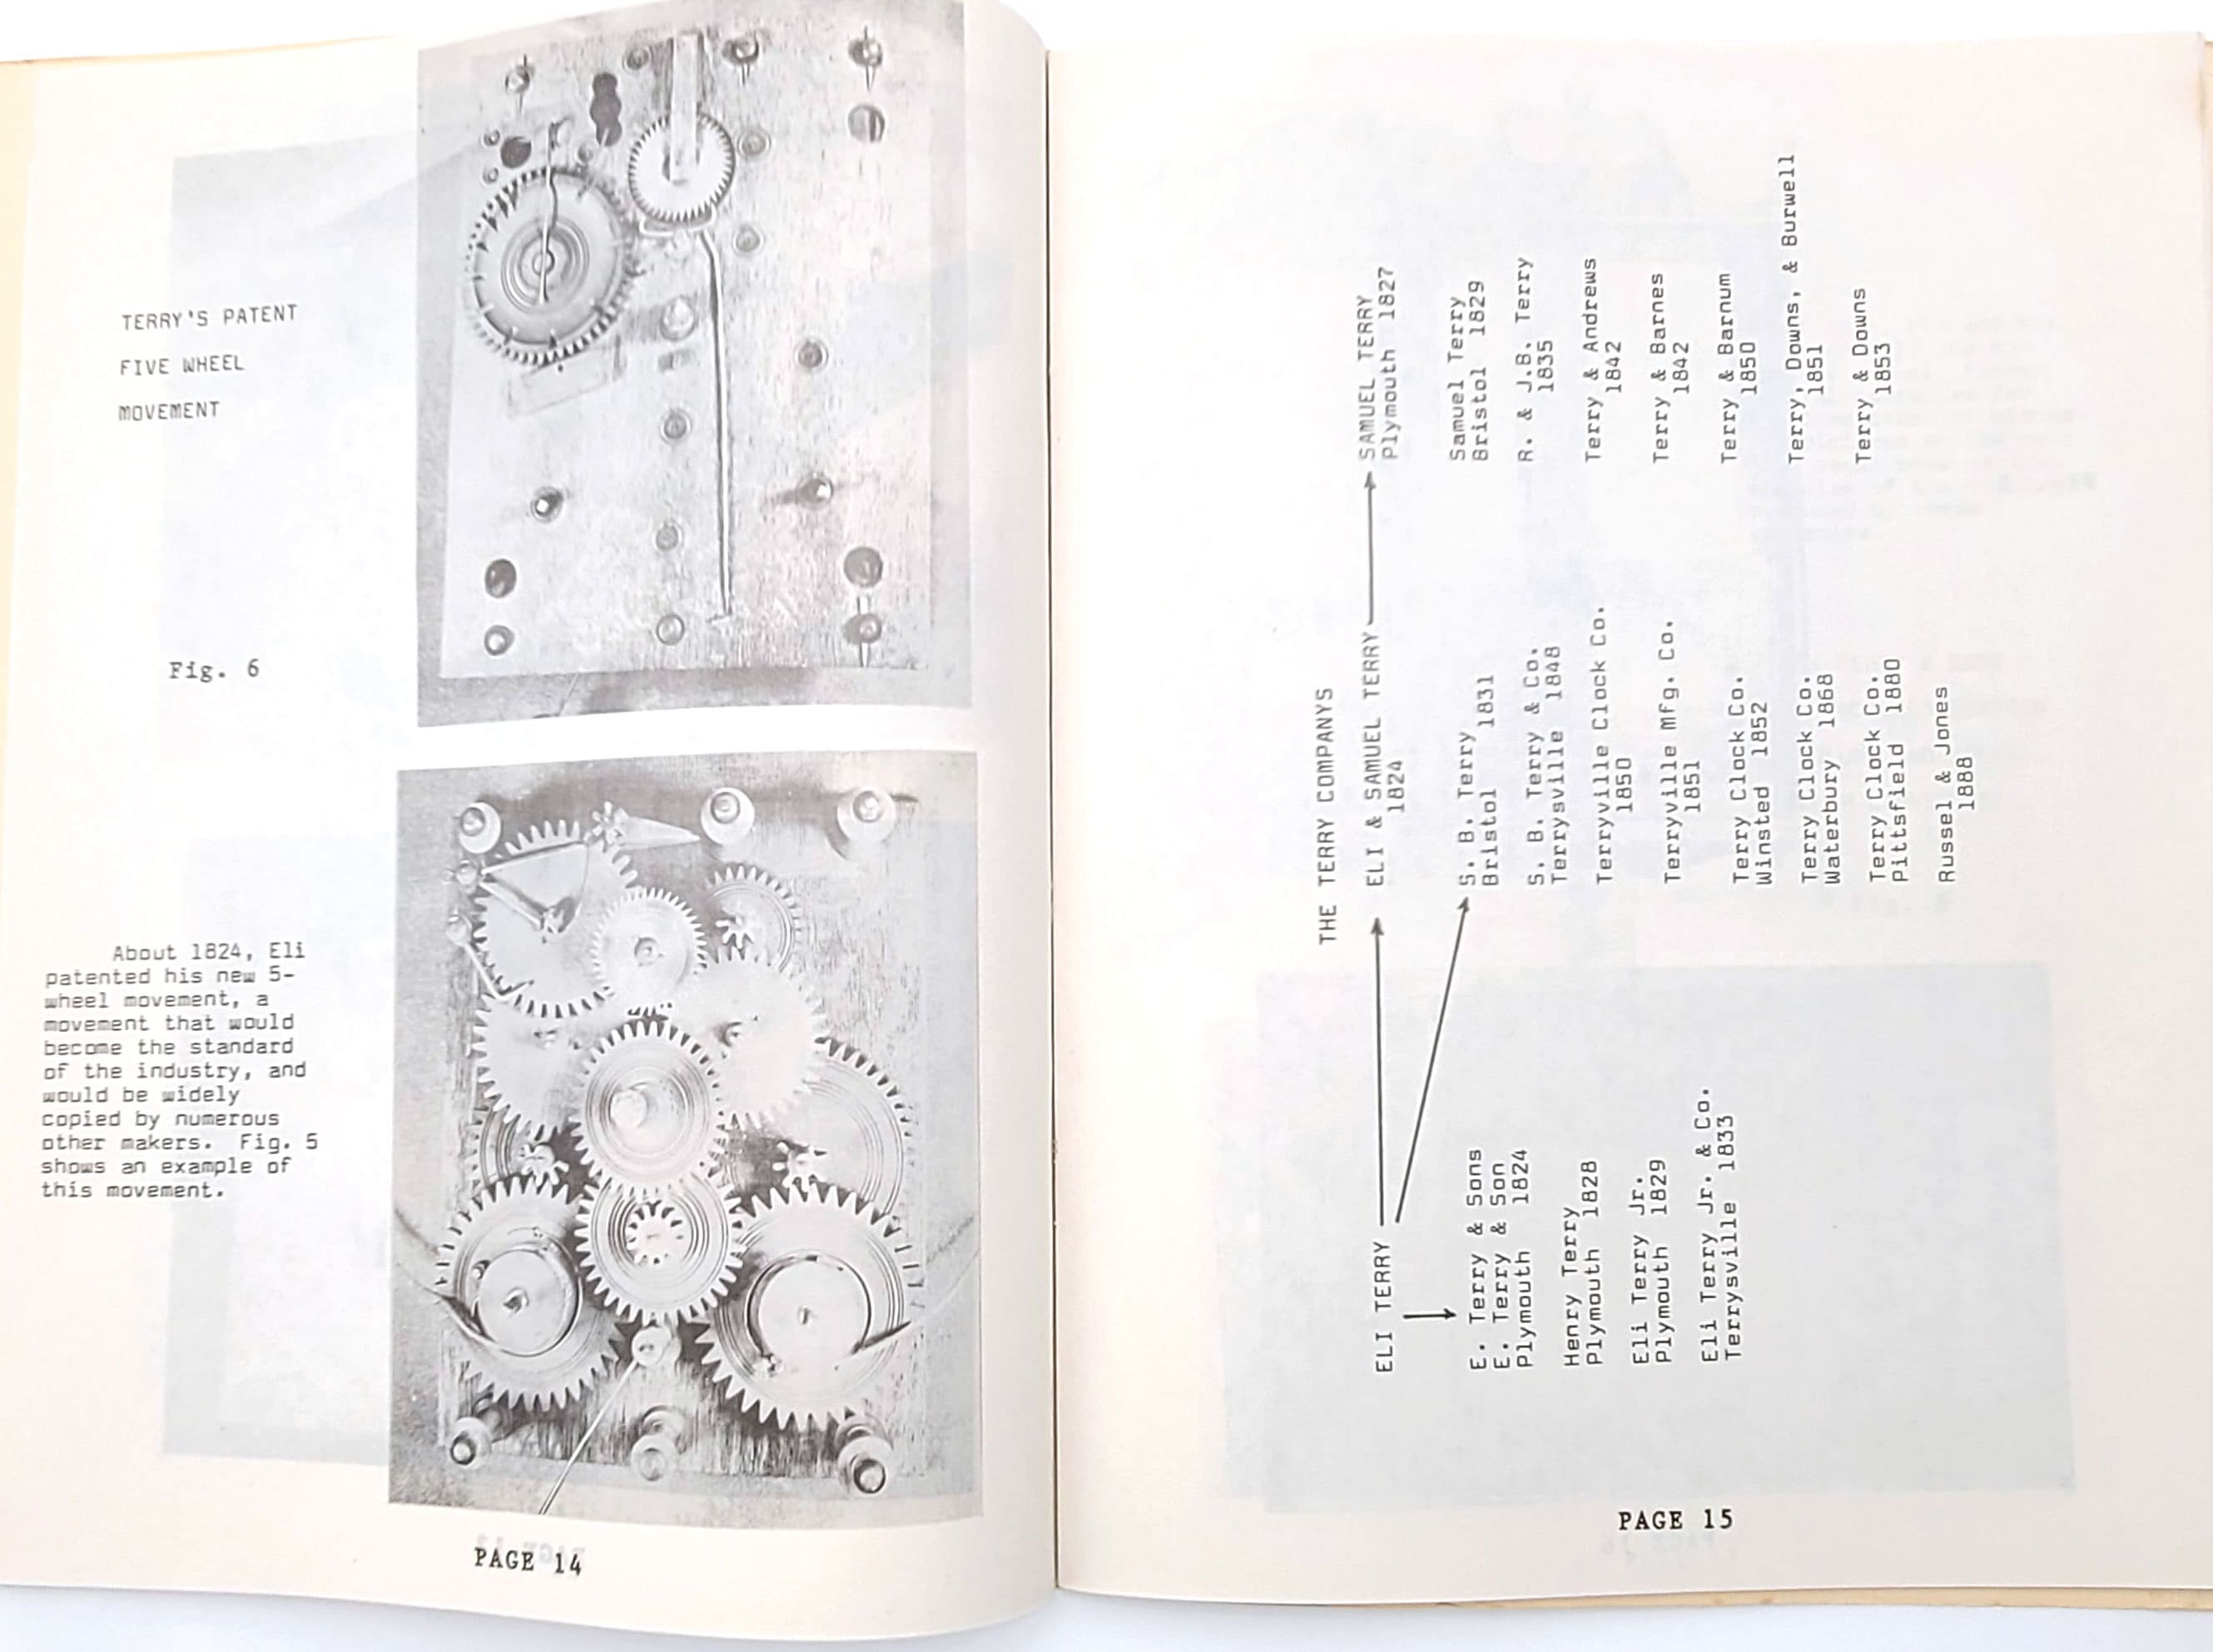 TERRY'S PATENT
FIVE WHEEL
MOVEMENT
Fig. 6
About 1824, Eli
patented his new 5-
wheel movement, a
movement that would
become the standard
of the industry, and
would be widely
copied by numerous
other makers. Fig. 5
shows an example of
this movement.
PAGE 14
THE TERRY COMPANYS
ELI TERRY
ELI & SAMUEL TERRY
1824
SAMUEL TERRY
Plymouth 1827
E. Terry & Sons
E. Terry & Son
Plymouth 1824
Henry Terry
Plymouth 1828
Eli Terry Jr.
Plymouth 1829
Eli Terry Jr. & Co.
Terrysville 1833
S. B. Terry
Bristol 1831
S. B. Terry & Co.
Terrysville 1848
Terryville Clock Co.
1850
Terryville Mfg. Co.
1851
Terry Clock Co.
Winsted 1852
Terry Clock Co.
Waterbury 1868
Terry Clock Co.
Pittsfield 1880
Russel & Jones
1888
Samuel Terry
Bristol 1829
R. & J.B. Terry
1835
Terry & Andrews
1842
Terry & Barnes
1842
Terry & Barnum
1850
Terry, Downs, & Burwell
1851
Terry & Downs
1853
PAGE 15